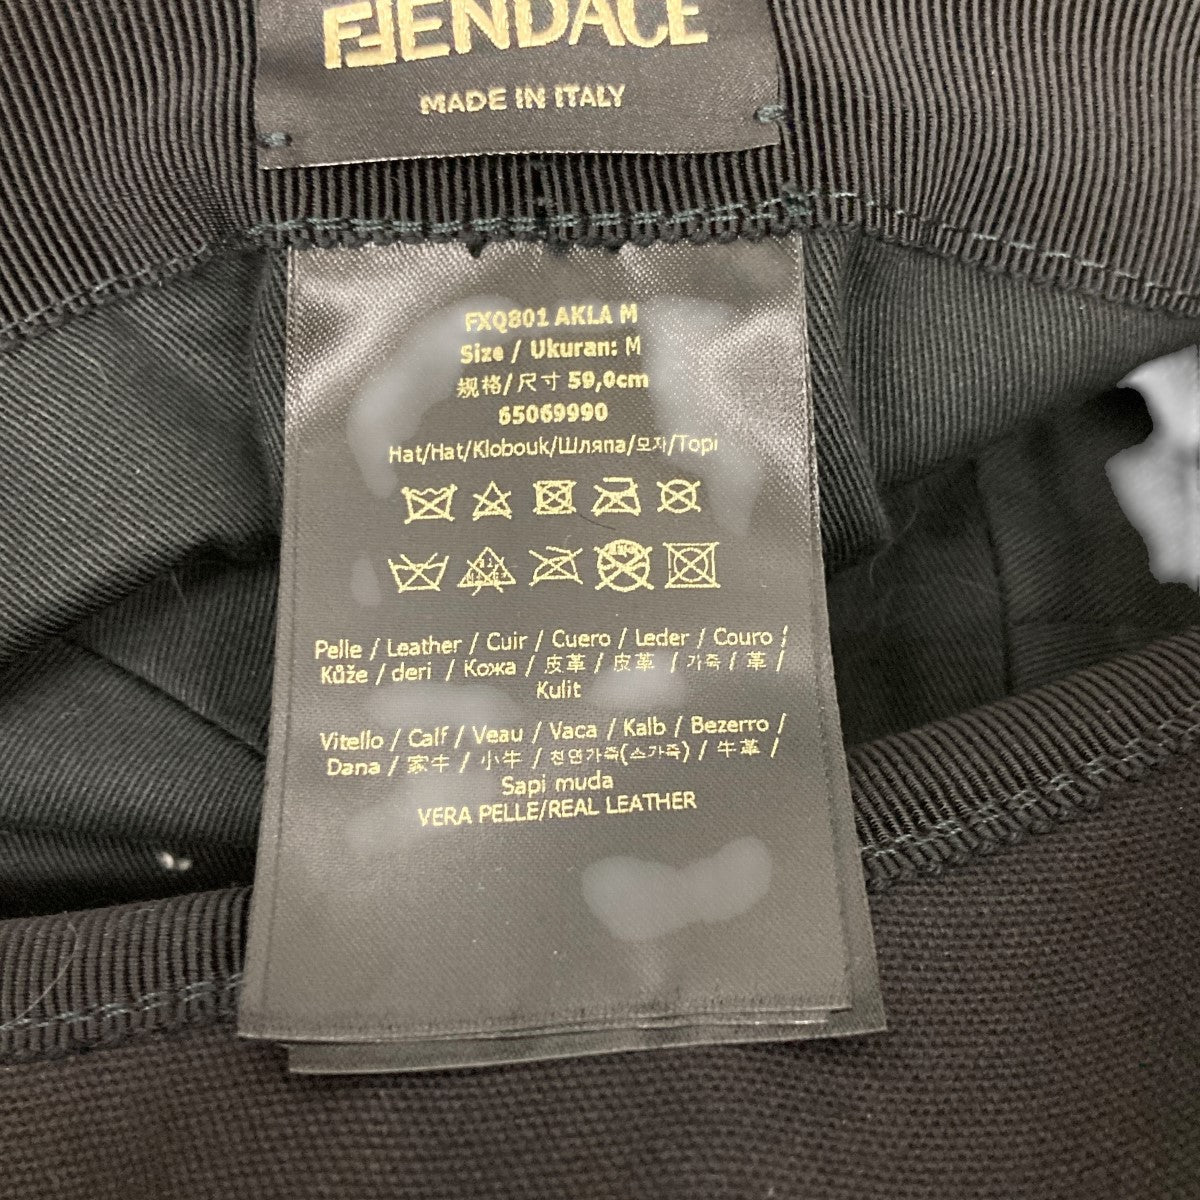 FENDACE
MADE IN ITALY
FXQ801 AKLA M
Size / Ukuran: M
规格/尺寸 59,0cm
65069990
Hat/Hat/Klobouk/Шляпа/모자/Topi
Pelle / Leather / Cuir / Cuero / Leder / Couro /
Kůže / deri / Кожа / 皮革 / 皮革 / 가죽 / 革 /
Kulit
Vitello / Calf / Veau / Vaca / Kalb / Bezerro /
Dana / 家牛 / 小牛 / 천연가죽(소가죽) / 牛革 /
Sapi muda
VERA PELLE/REAL LEATHER